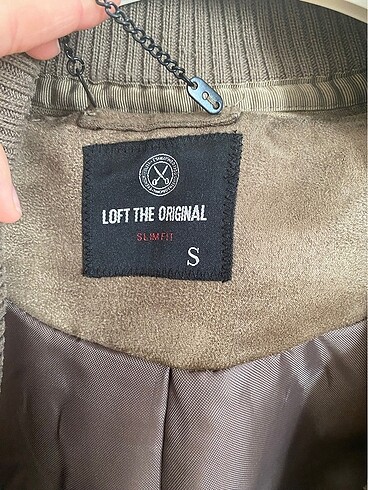 LOFT THE ORIGINAL
SLIMFIT
S